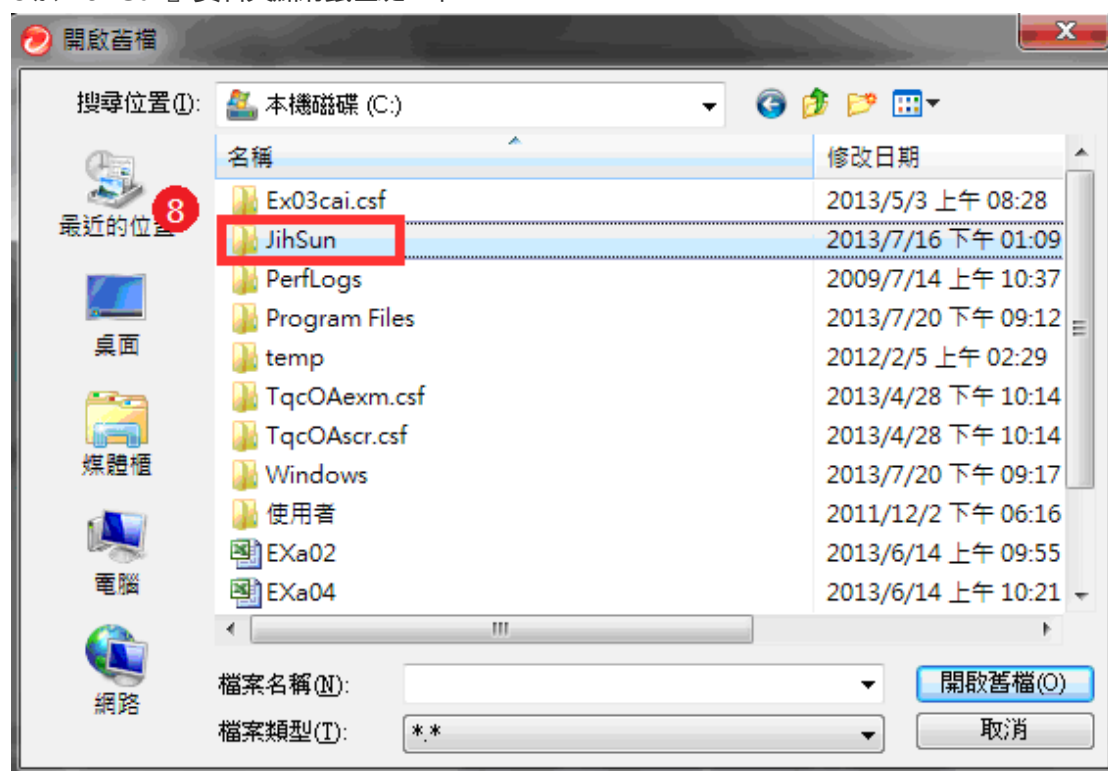 開啟舊檔
搜尋位置(I):
本機磁碟 (C:)
名稱
修改日期
Ex03cai.csf
2013/5/3 上午 08:28
JihSun
2013/7/16 下午 01:09
PerfLogs
2009/7/14 上午 10:37
Program Files
2013/7/20 下午 09:12
temp
2012/2/5 上午 02:29
TqcOAexm.csf
2013/4/28 下午 10:14
TqcOAscr.csf
2013/4/28 下午 10:14
Windows
2013/7/20 下午 09:17
使用者
2011/12/2 下午 06:16
EXa02
2013/6/14 上午 09:55
EXa04
2013/6/14 上午 10:21
8
最近的位置
桌面
媒體櫃
電腦
網路
檔案名稱(N):
開啟舊檔(O)
檔案類型(T):
*.*
取消